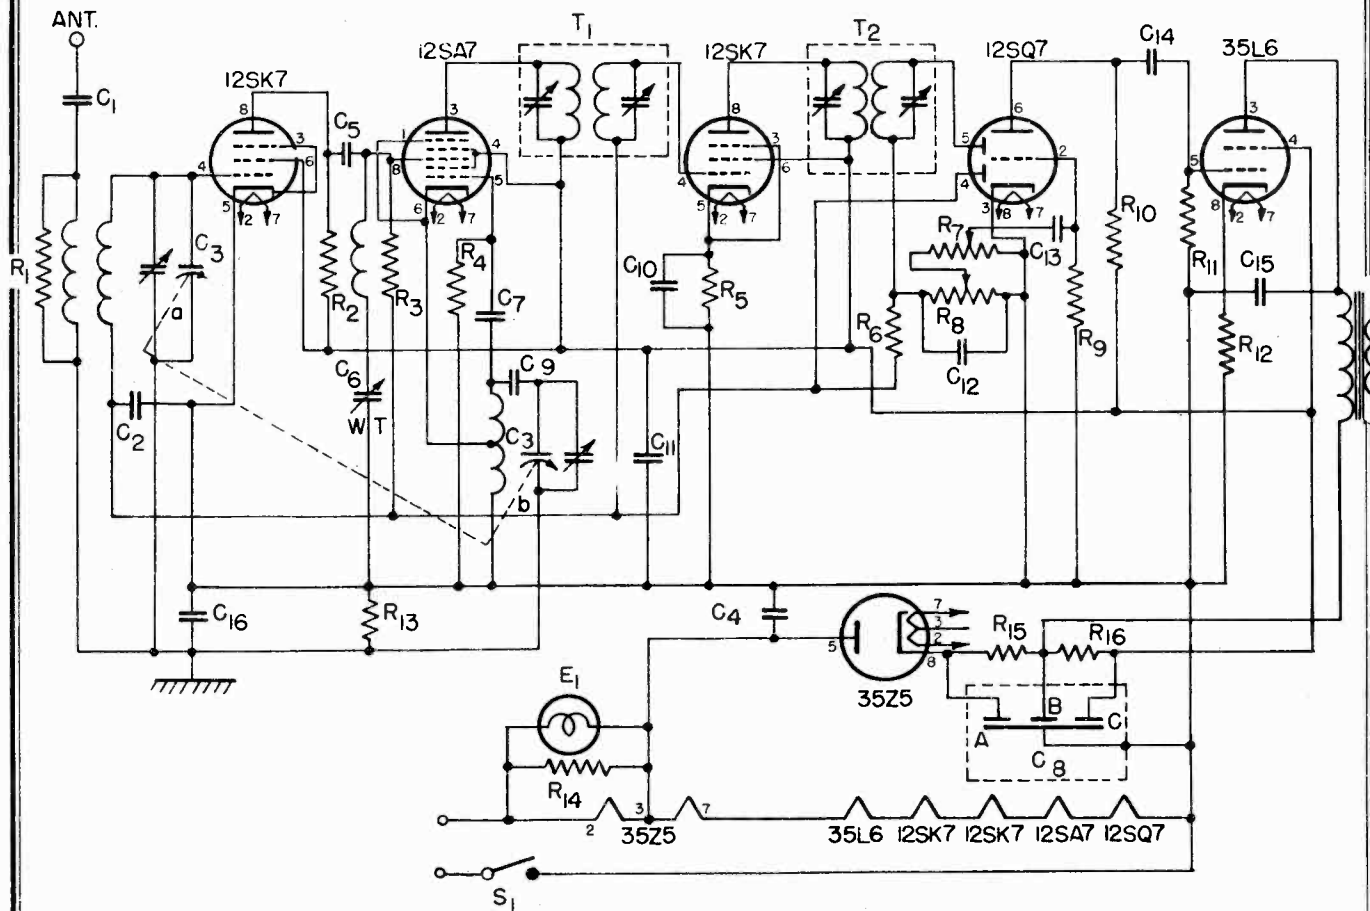 ANT.
T1
T2
C14
35L6
12SA7
12SK7
12SQ7
12SK7
C1
8
3
6
4
5
2
7
C5
1
3
4
8
5
6
2
7
8
3
6
4
5
2
7
6
5
4
2
3
8
7
3
4
5
8
2
7
R1
C3
a
R2
R3
R4
C7
C10
R5
R7
C13
R10
R11
C15
R6
R8
C12
R9
R12
C6
WT
C9
C2
C3
C11
b
C16
R13
C4
7
3
2
5
8
R15
R16
35Z5
E1
A
B
C
C8
R14
2
3
7
35Z5
35L6
12SK7
12SK7
12SA7
12SQ7
S1